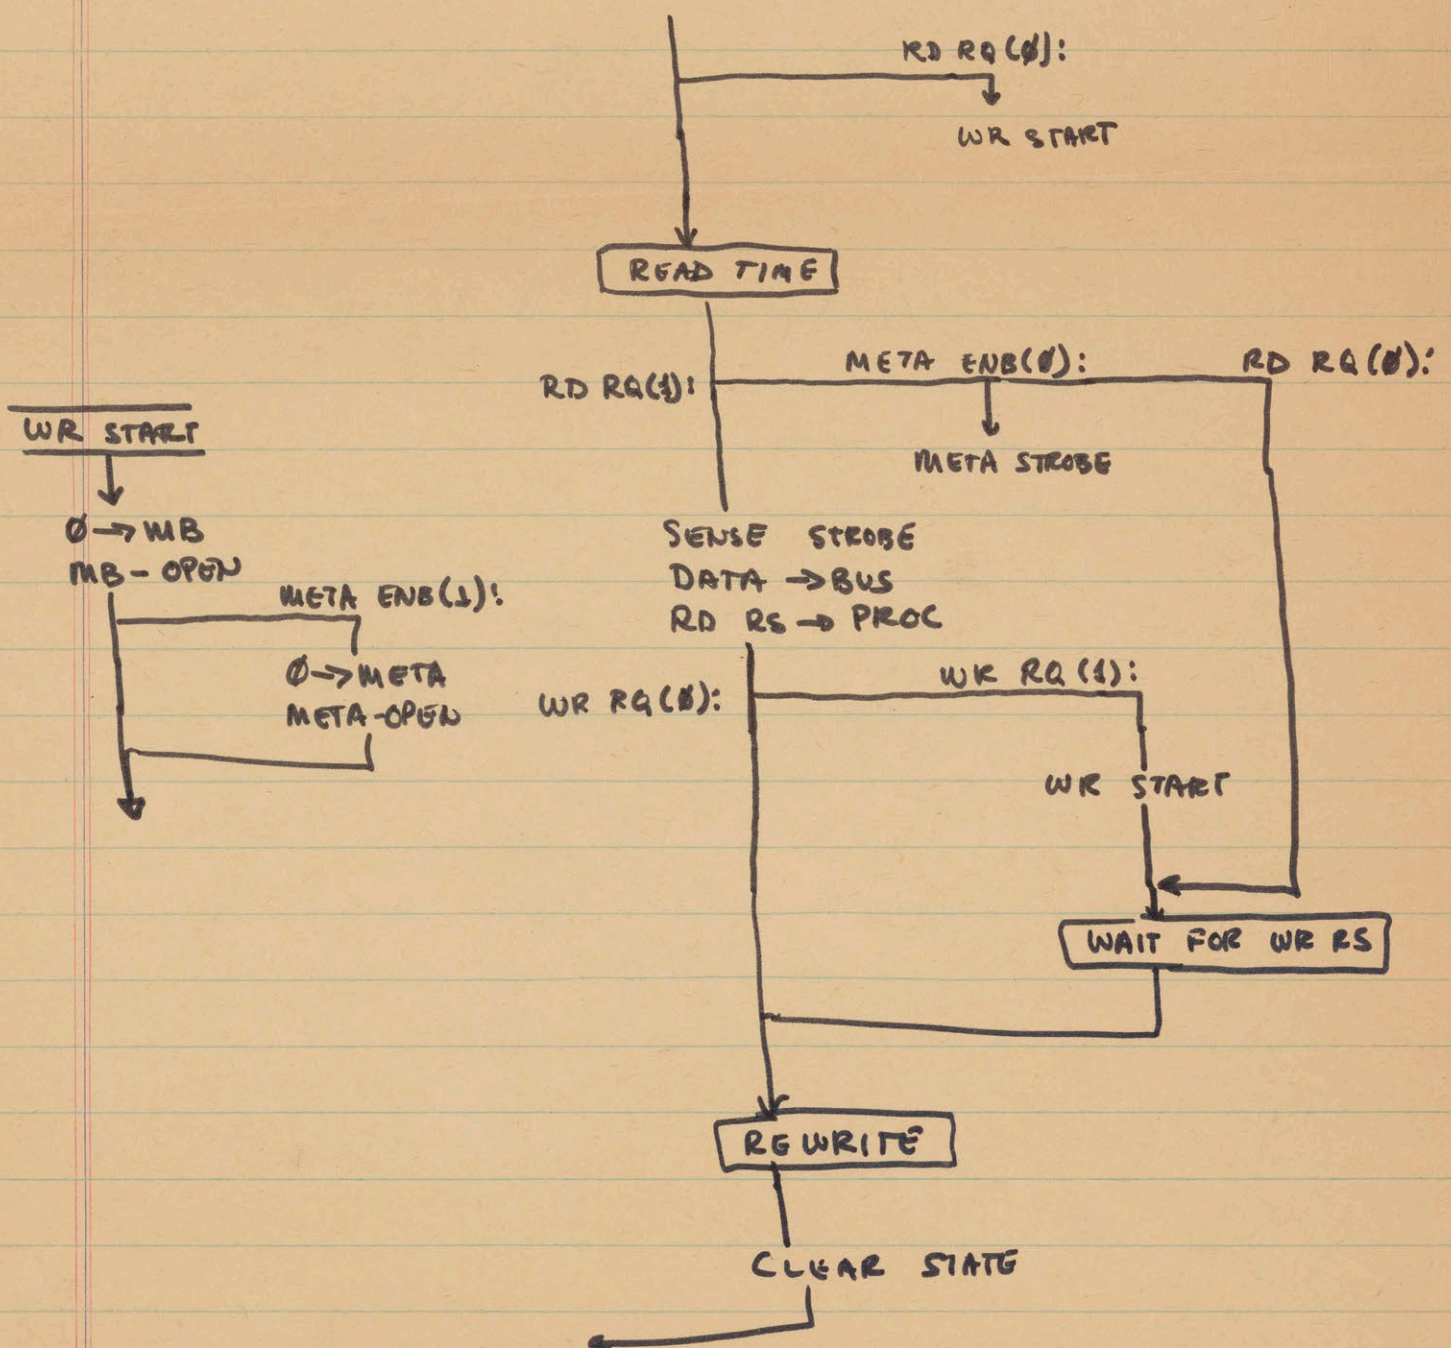 RD RQ(Ø):
WR START
READ TIME
META ENB(Ø): RD RQ(Ø):
RD RQ(1):
META STROBE
WR START
Ø→MB
MB-OPEN
META ENB(1):
Ø→META
META-OPEN
SENSE STROBE
DATA →BUS
RD RS → PROC
WR RQ (1):
WR RQ(Ø):
WR START
WAIT FOR WR RS
REWRITE
CLEAR STATE